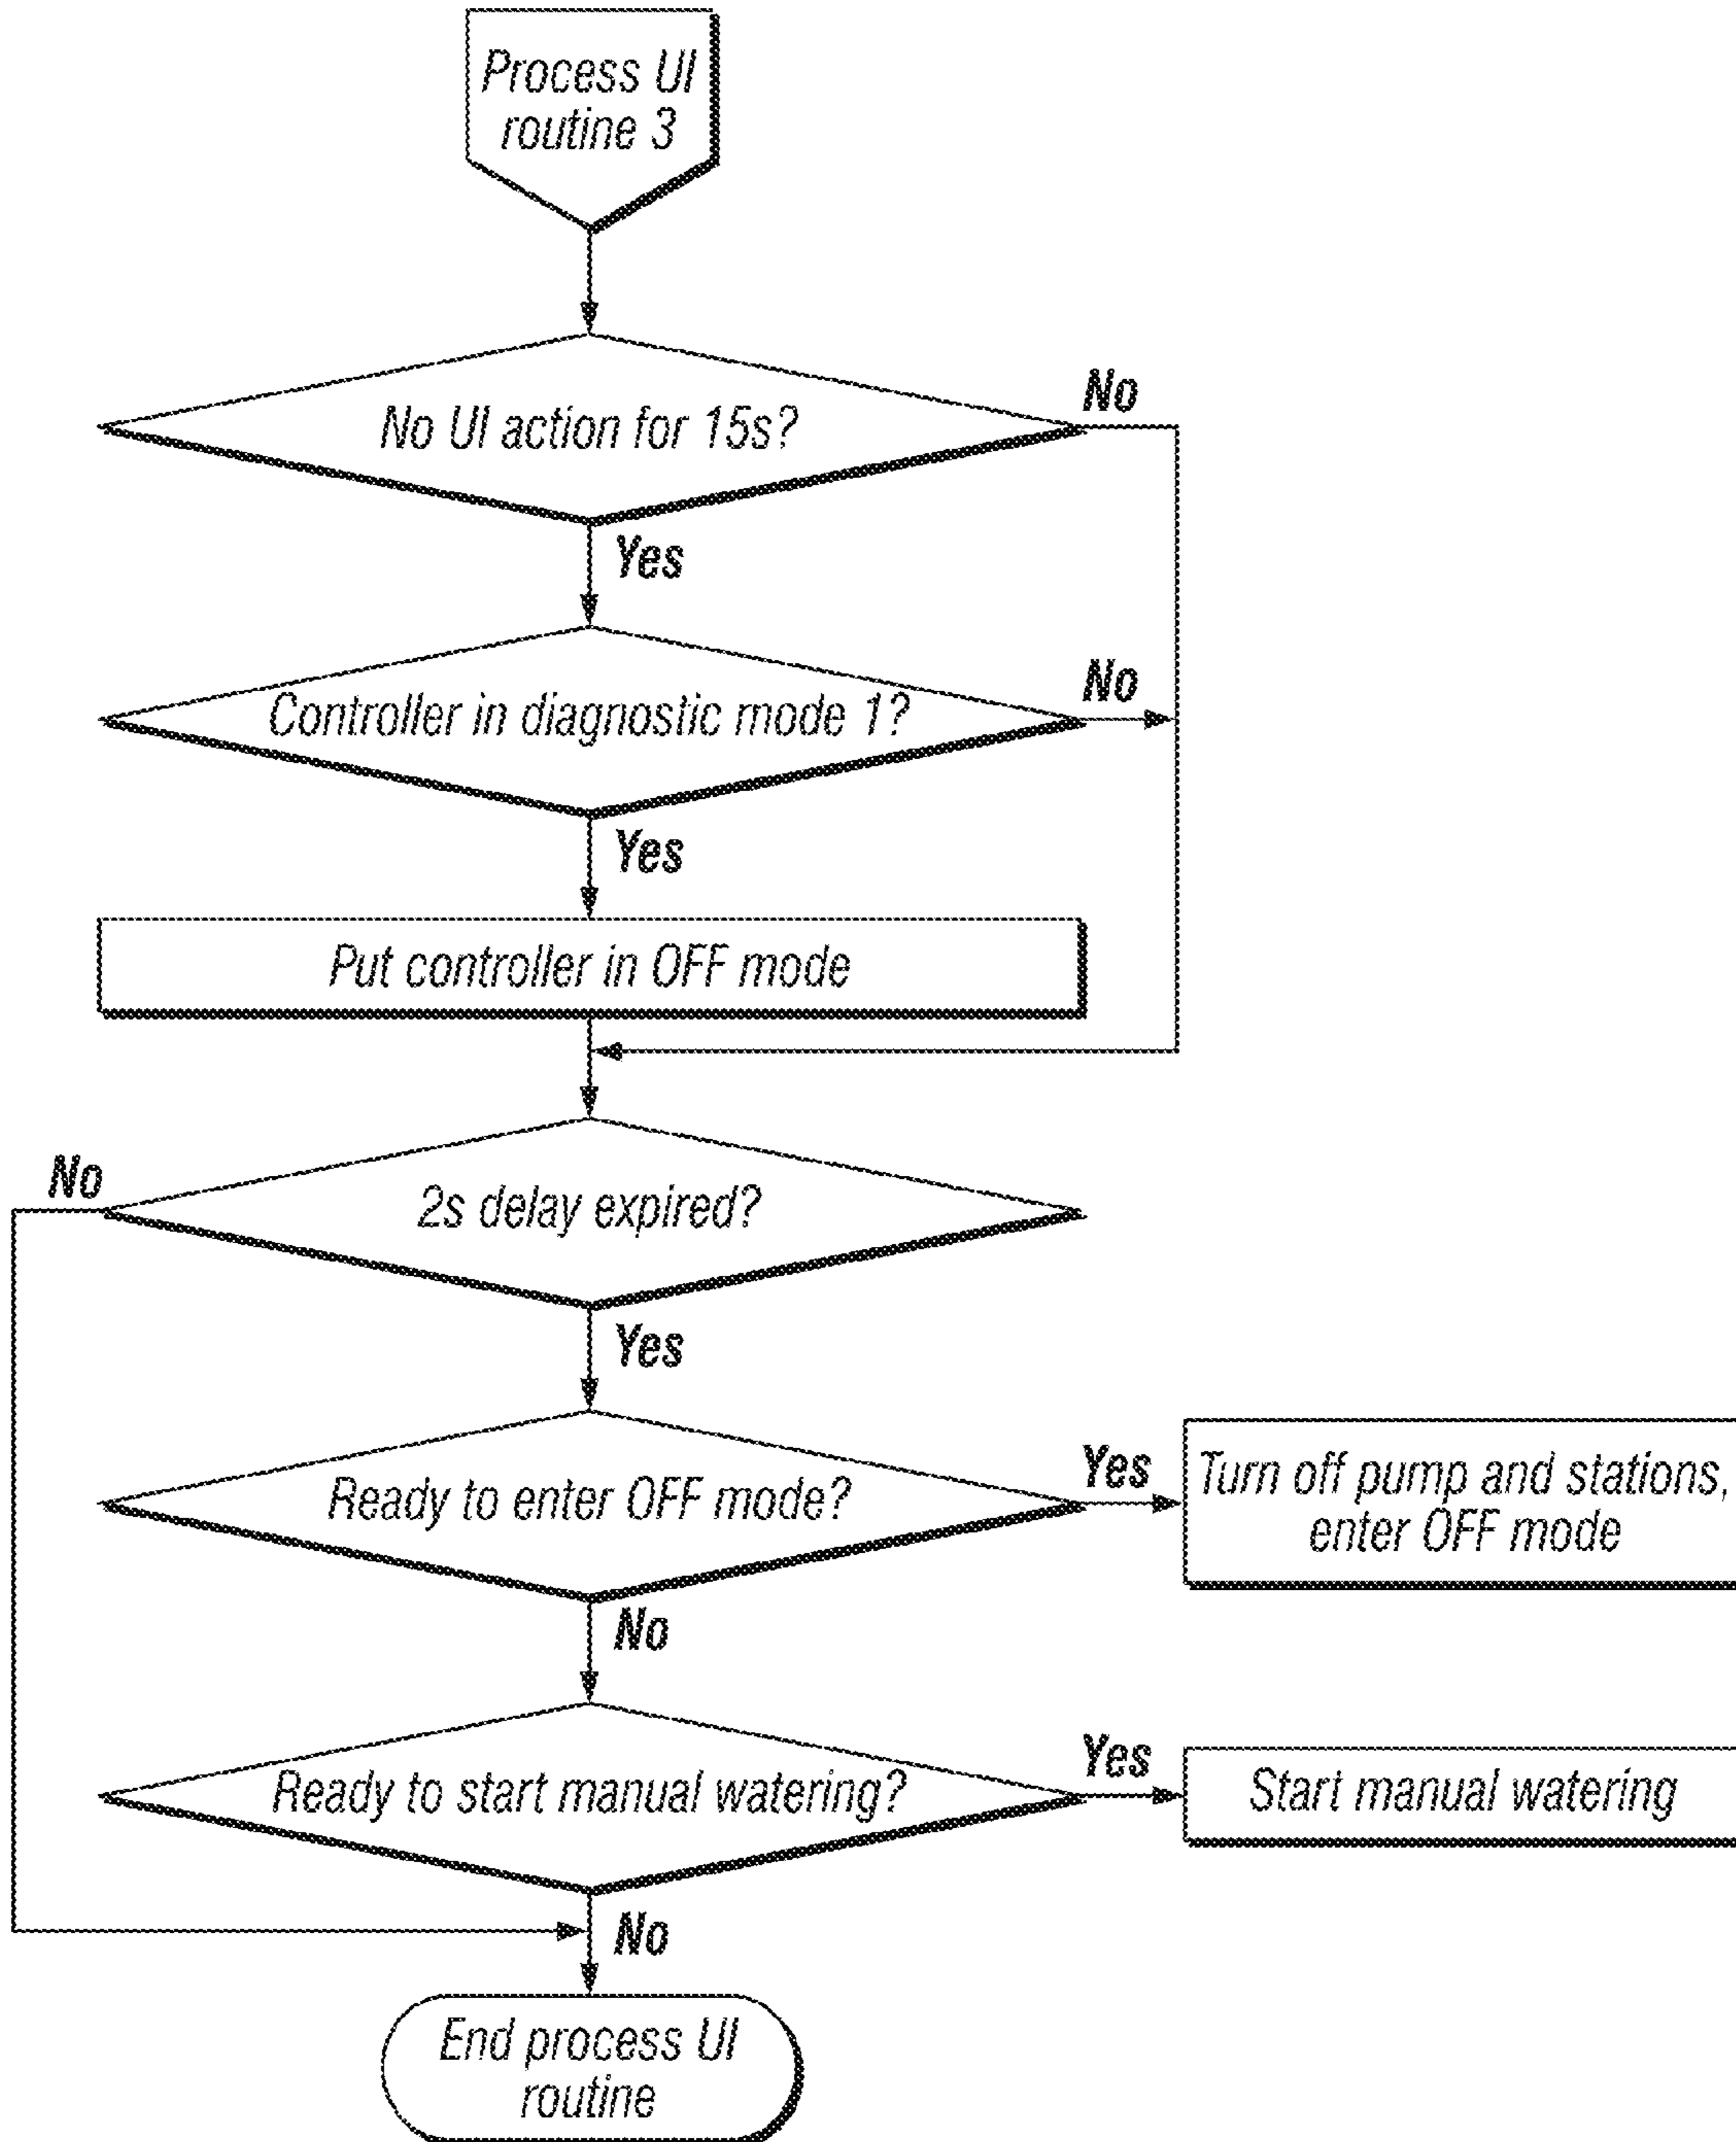 Process UI
routine 3
No UI action for 15s?
No
Yes
Controller in diagnostic mode 1?
No
Yes
Put controller in OFF mode
No
2s delay expired?
Yes
Ready to enter OFF mode?
Yes
Turn off pump and stations,
enter OFF mode
No
Ready to start manual watering?
Yes
Start manual watering
No
End process UI
routine